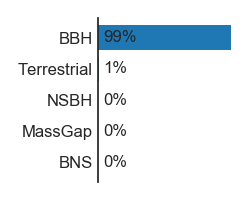 BBH 99%
Terrestrial 1%
NSBH 0%
MassGap 0%
BNS 0%